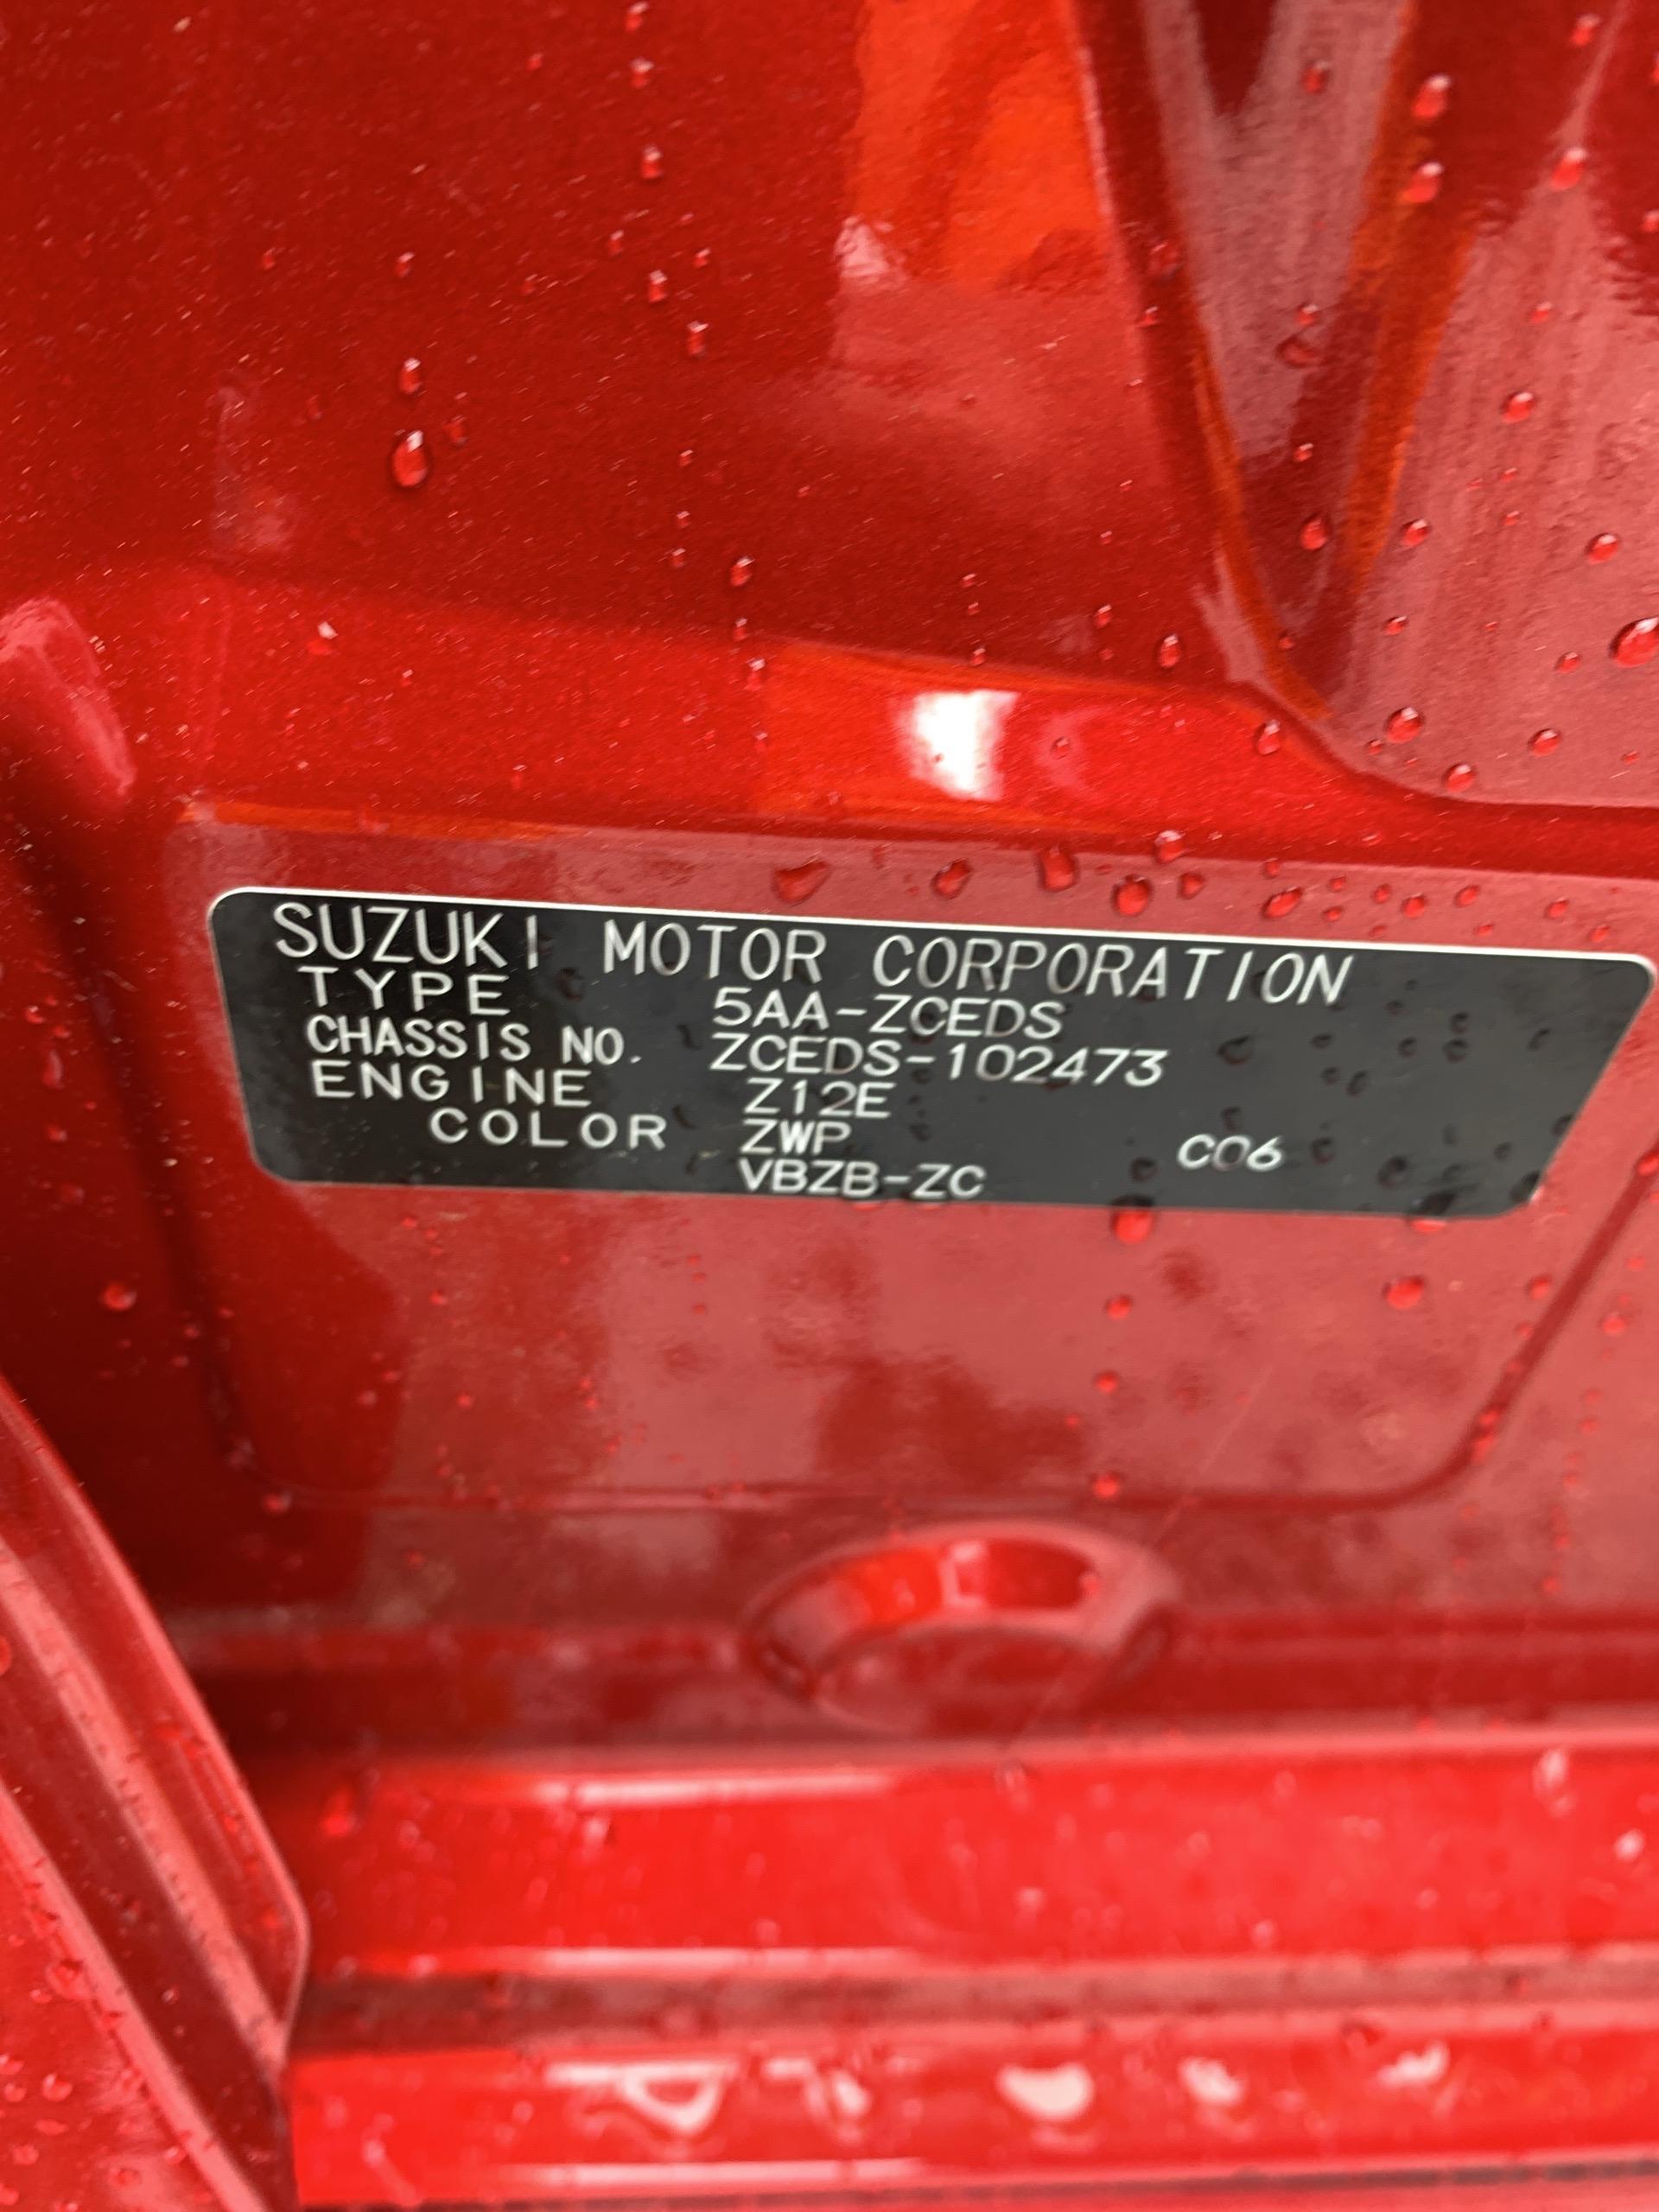 SUZUKI MOTOR CORPORATION
TYPE 5AA-ZCEDS
CHASSIS NO. ZCEDS-102473
ENGINE Z12E
COLOR ZWP C06
VBZB-ZC